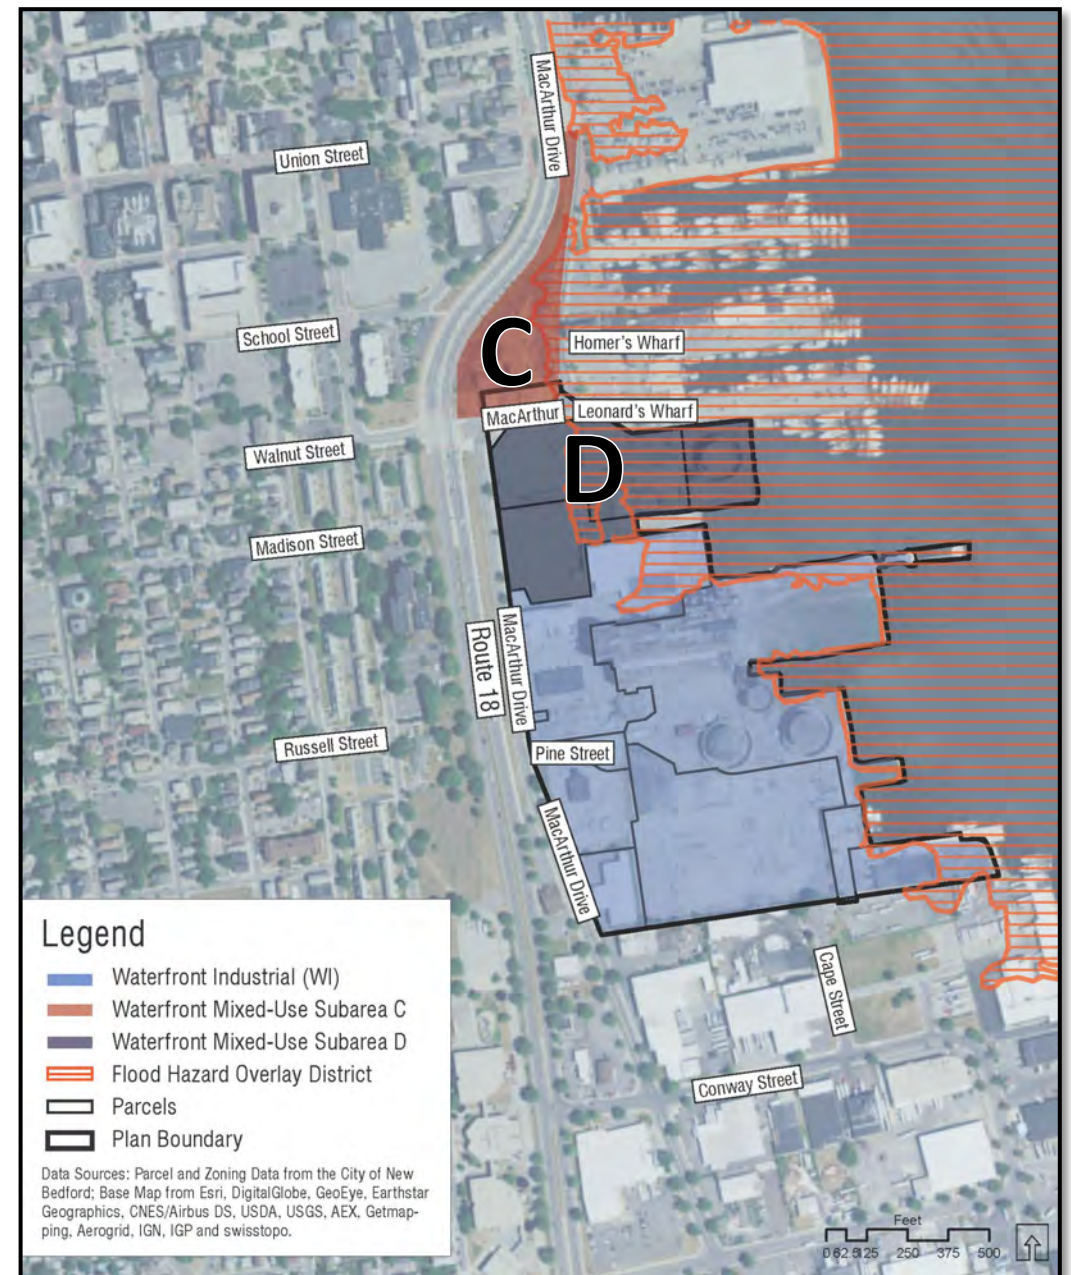 MacArthur Drive
Union Street
School Street
C
Homer's Wharf
MacArthur
Leonard's Wharf
Walnut Street
D
Madison Street
Route 18
MacArthur Drive
Russell Street
Pine Street
MacArthur Drive
Cape Street
Conway Street
Legend
Waterfront Industrial (WI)
Waterfront Mixed-Use Subarea C
Waterfront Mixed-Use Subarea D
Flood Hazard Overlay District
Parcels
Plan Boundary
Data Sources: Parcel and Zoning Data from the City of New
Bedford; Base Map from Esri, DigitalGlobe, GeoEye, Earthstar
Geographics, CNES/Airbus DS, USDA, USGS, AEX, Getmap-
ping, Aerogrid, IGN, IGP and swisstopo.
Feet
0 62.5 125 250 375 500